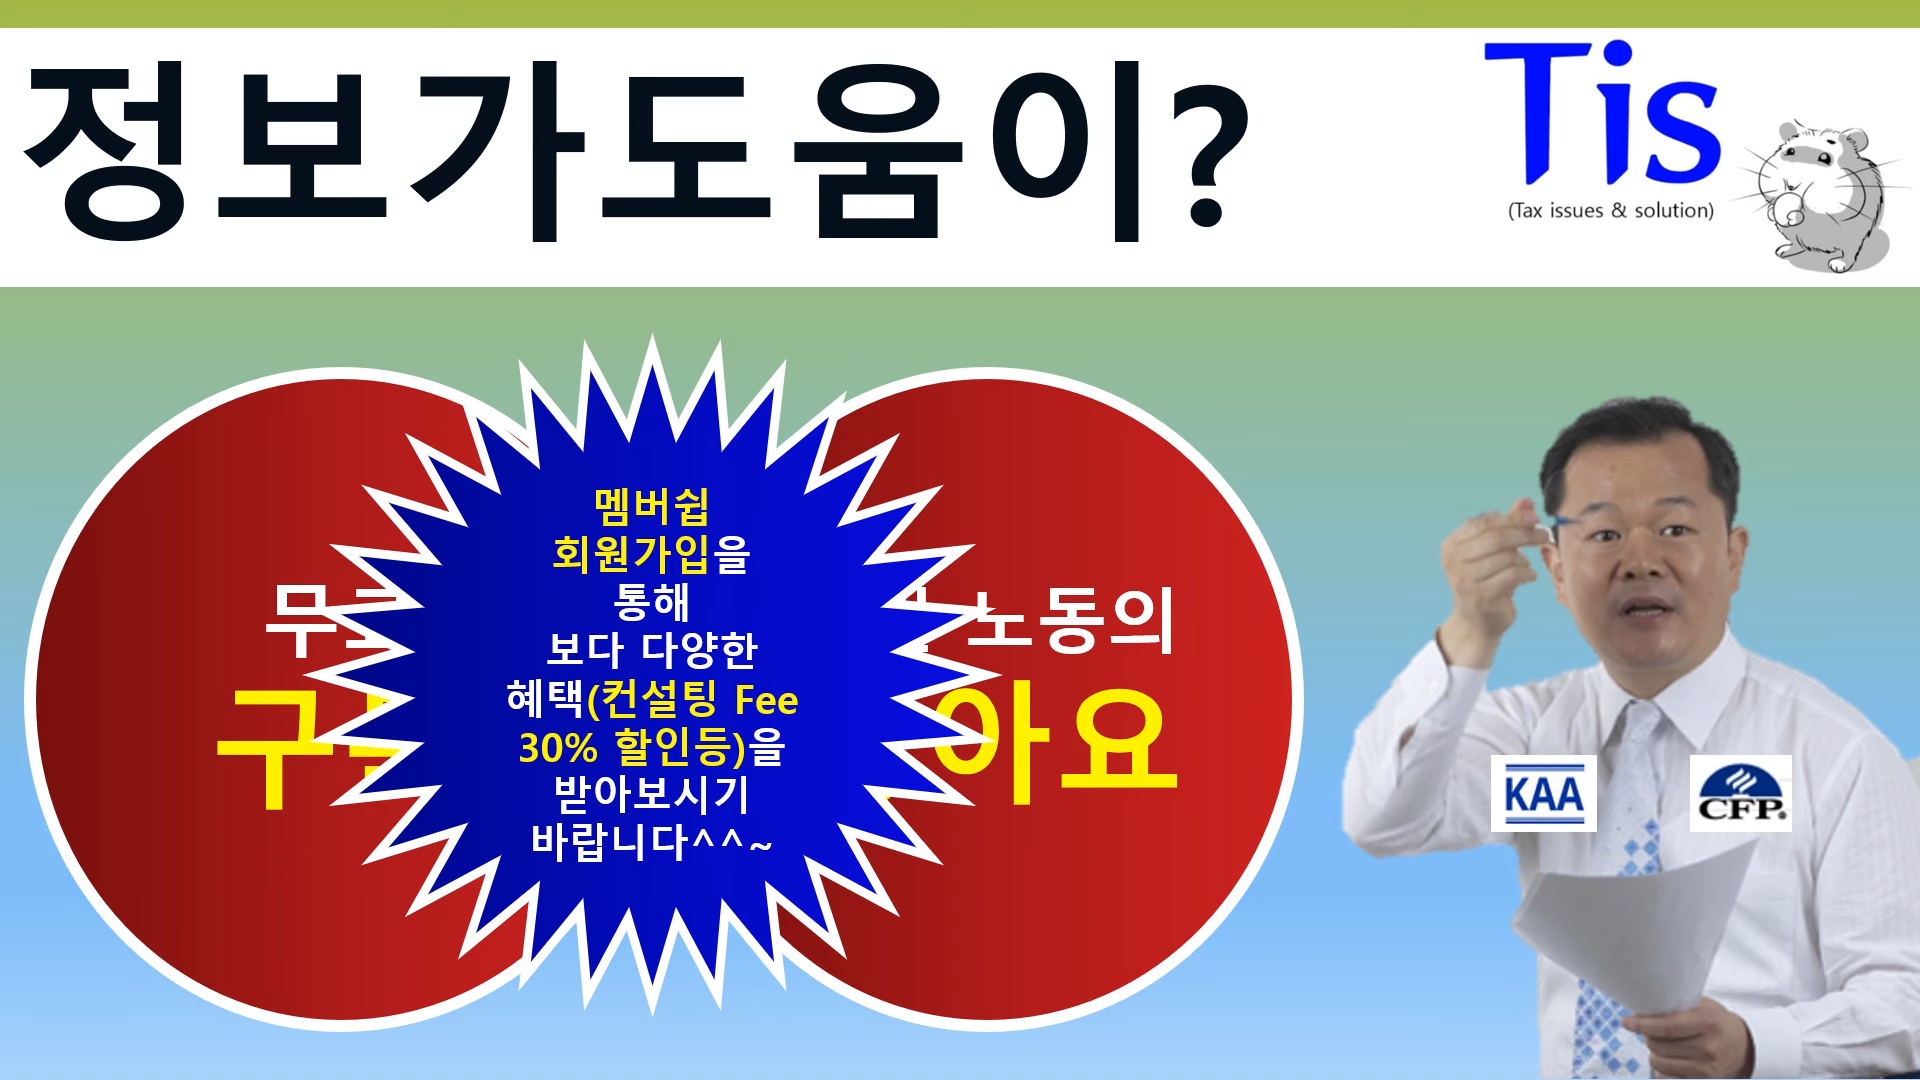 정보가도움이?
Tis
(Tax issues & solution)
멤버쉽
회원가입을
통해
보다 다양한
혜택(컨설팅 Fee
30% 할인등)을
받아보시기
바랍니다^^~
노동의
아요
KAA
CFP®